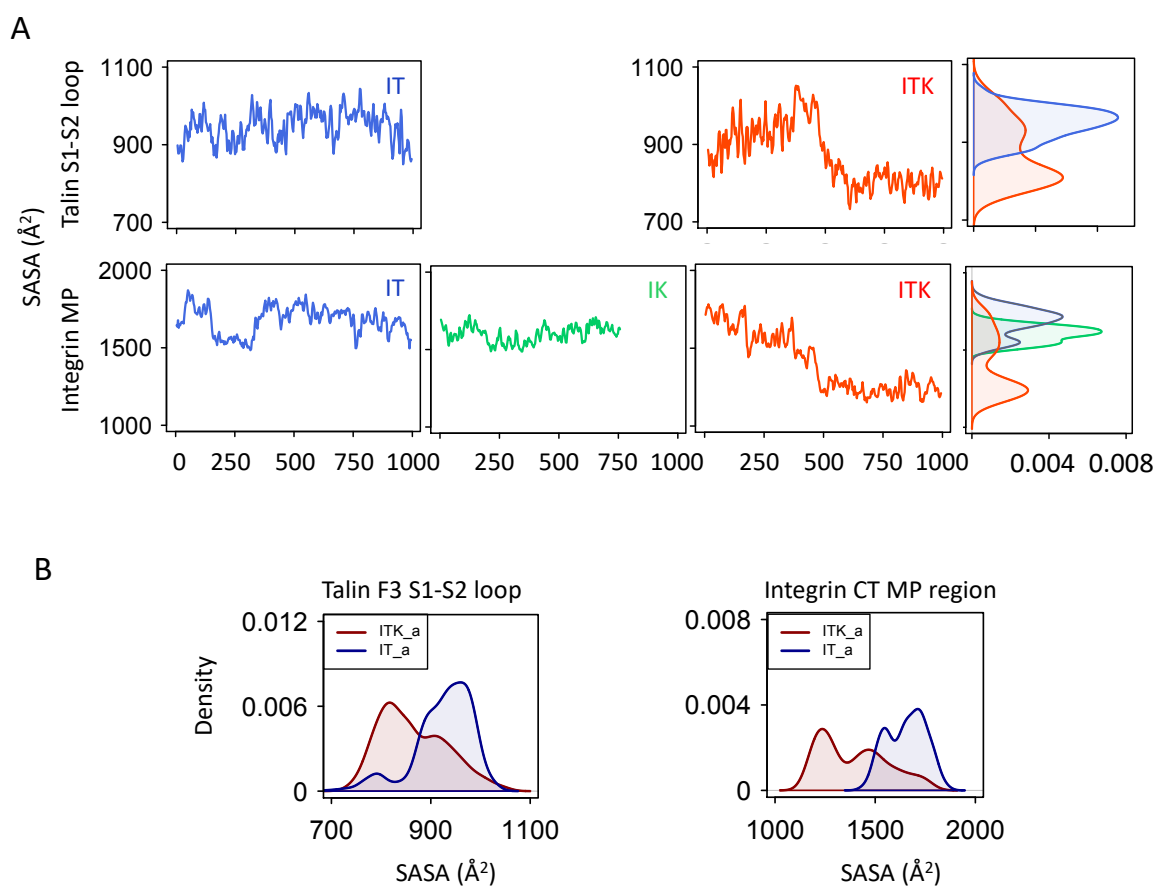 A
Talin S1-S2 loop
1100
900
700
IT
1100
900
700
ITK
SASA (Å²)
Integrin MP
2000
1500
1000
IT
IK
ITK
0 250 500 750 1000
250 500 750 1000
250 500 750 1000
0.004 0.008
B
Talin F3 S1-S2 loop
Integrin CT MP region
Density
0.012
0.006
0
ITK_a
IT_a
700 900 1100
SASA (Å²)
0.008
0.004
0
ITK_a
IT_a
1000 1500 2000
SASA (Å²)